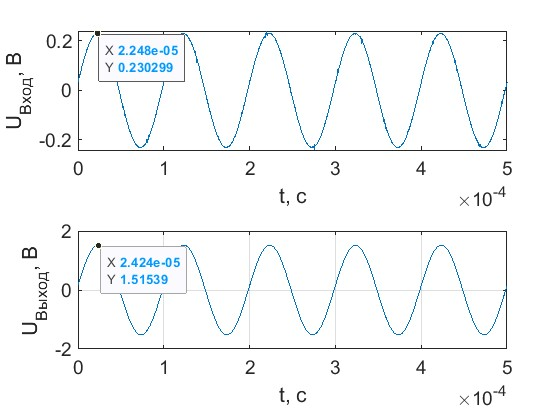 0.2
X 2.248e-05
Y 0.230299
0
-0.2
U Вход, В
0 1 2 3 4 5
t, с
×10-4
2
X 2.424e-05
Y 1.51539
0
-2
U Выход, В
0 1 2 3 4 5
t, с
×10-4